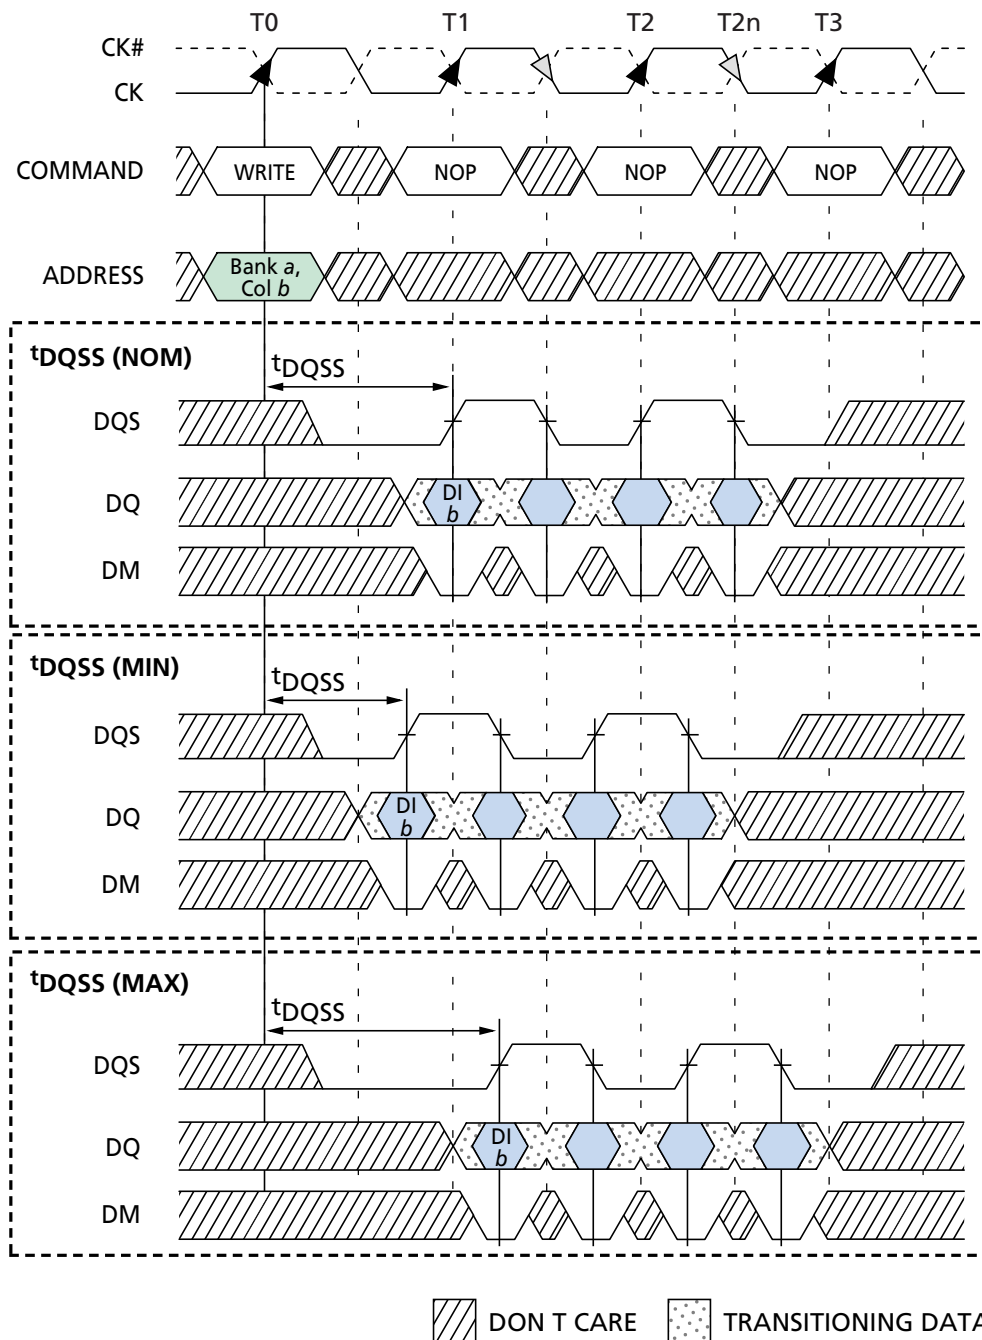 T0 T1 T2 T2n T3
CK#
CK
COMMAND WRITE NOP NOP NOP
ADDRESS Bank a,
Col b
tDQSS (NOM)
tDQSS
DQS
DQ DI
b
DM
tDQSS (MIN)
tDQSS
DQS
DQ DI
b
DM
tDQSS (MAX)
tDQSS
DQS
DQ DI
b
DM
DON T CARE TRANSITIONING DATA